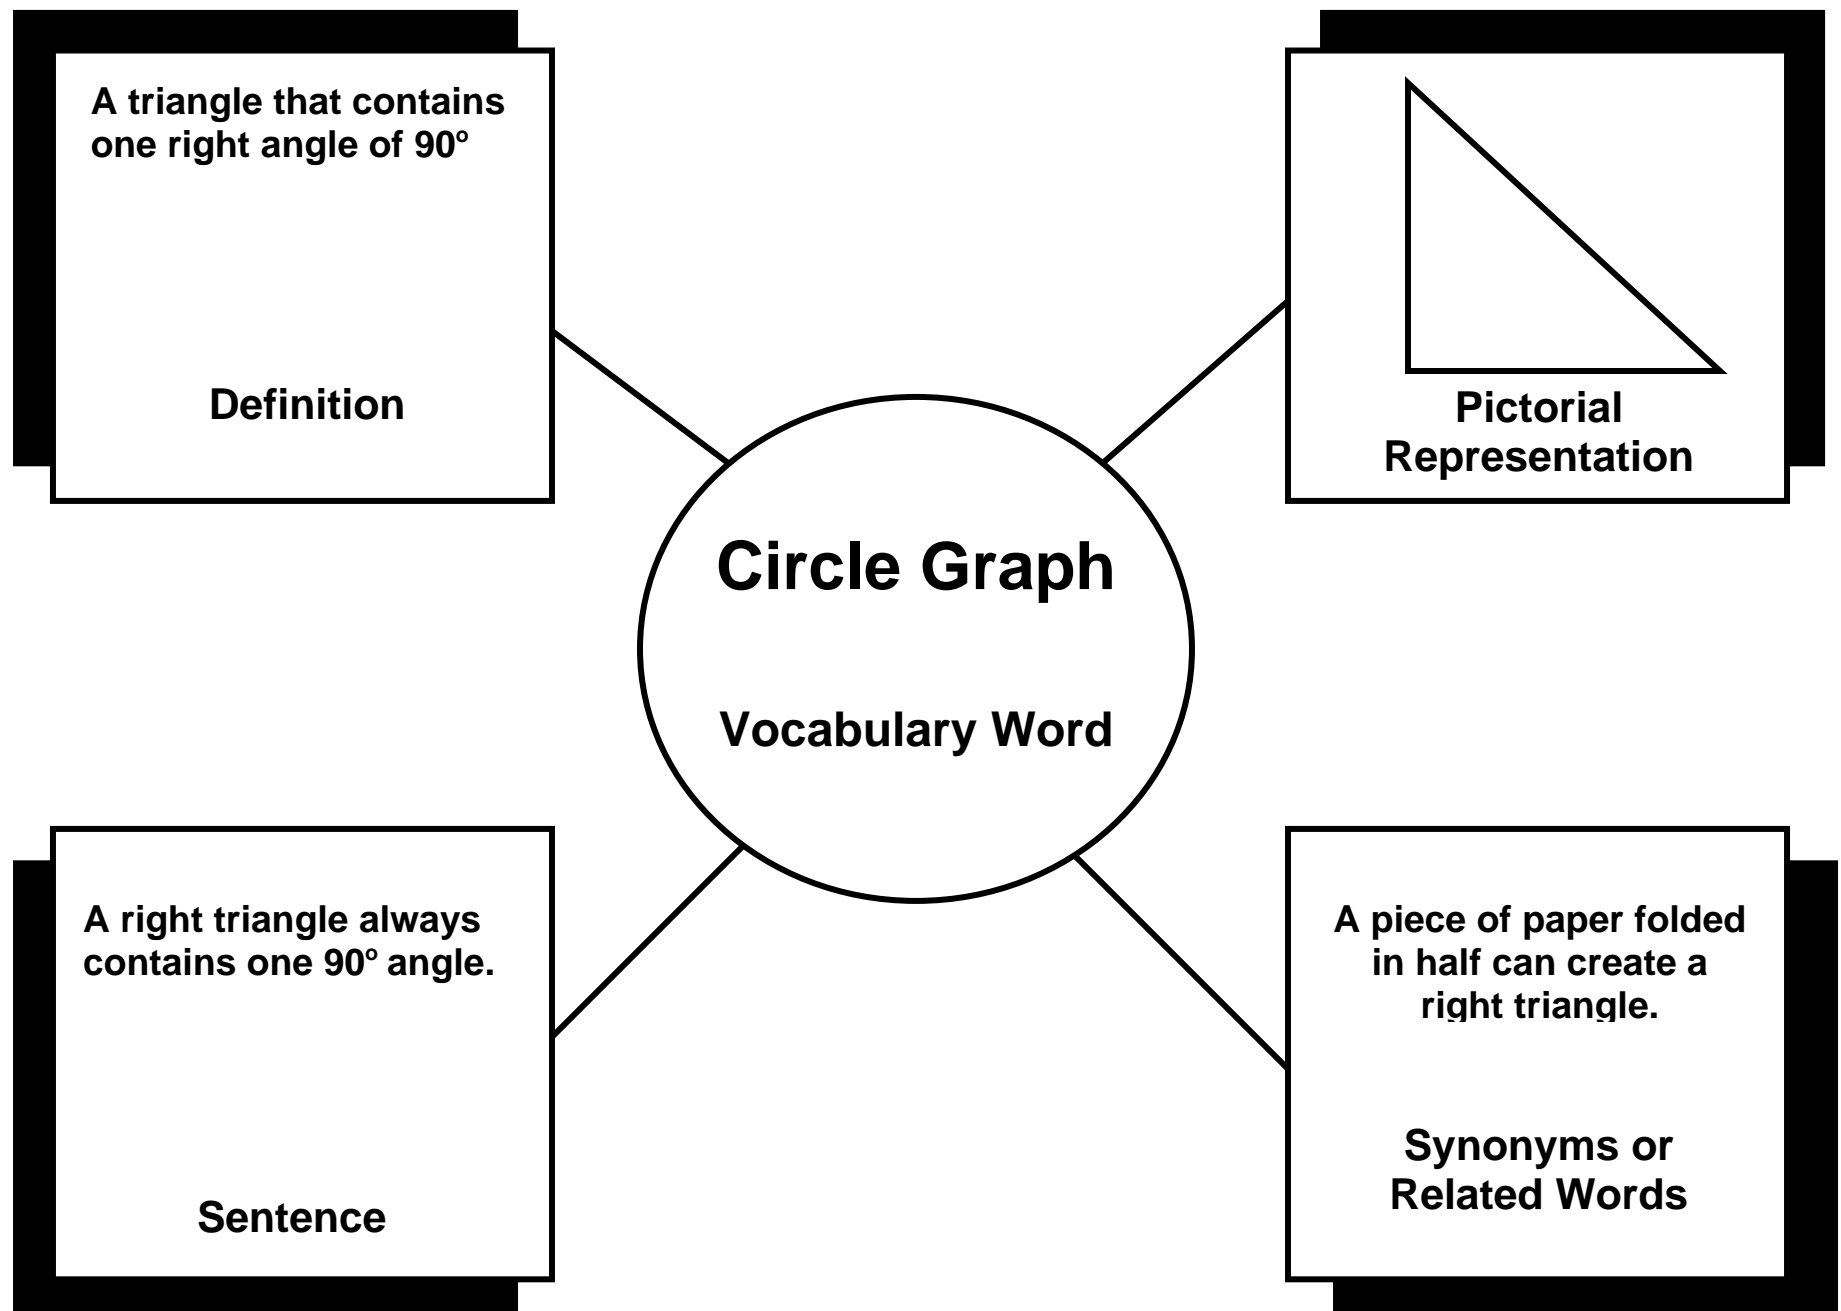 A triangle that contains
one right angle of 90º
Definition
Pictorial
Representation
Circle Graph
Vocabulary Word
A right triangle always
contains one 90º angle.
Sentence
A piece of paper folded
in half can create a
right triangle.
Synonyms or
Related Words